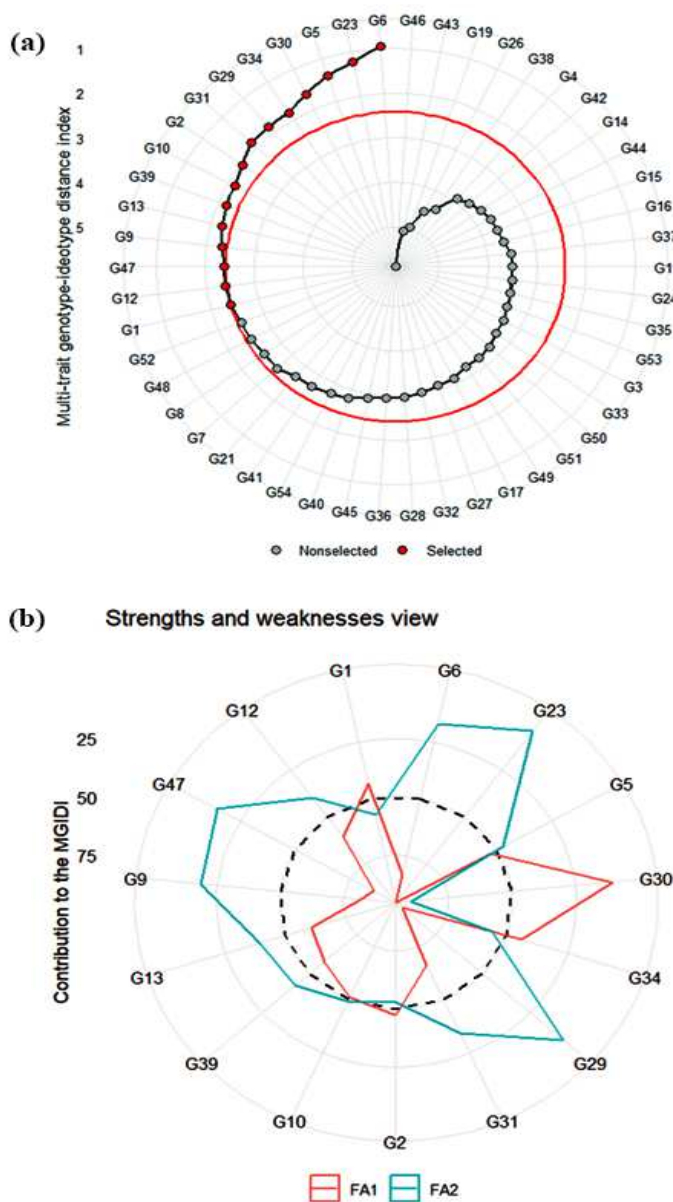 (a)
Multi-trait genotype-ideotype distance index
1
2
3
4
5
G6
G46
G43
G19
G26
G38
G4
G42
G14
G44
G15
G16
G37
G24
G35
G53
G3
G33
G50
G51
G49
G17
G27
G32
G28
G36
G45
G40
G54
G41
G21
G7
G8
G48
G52
G1
G12
G47
G9
G13
G39
G10
G2
G31
G29
G34
G30
G5
G23
Nonselected
Selected
(b) Strengths and weaknesses view
Contribution to the MGIDI
25
50
75
G1
G6
G23
G5
G30
G34
G29
G31
G2
G10
G39
G13
G9
G47
G12
FA1
FA2